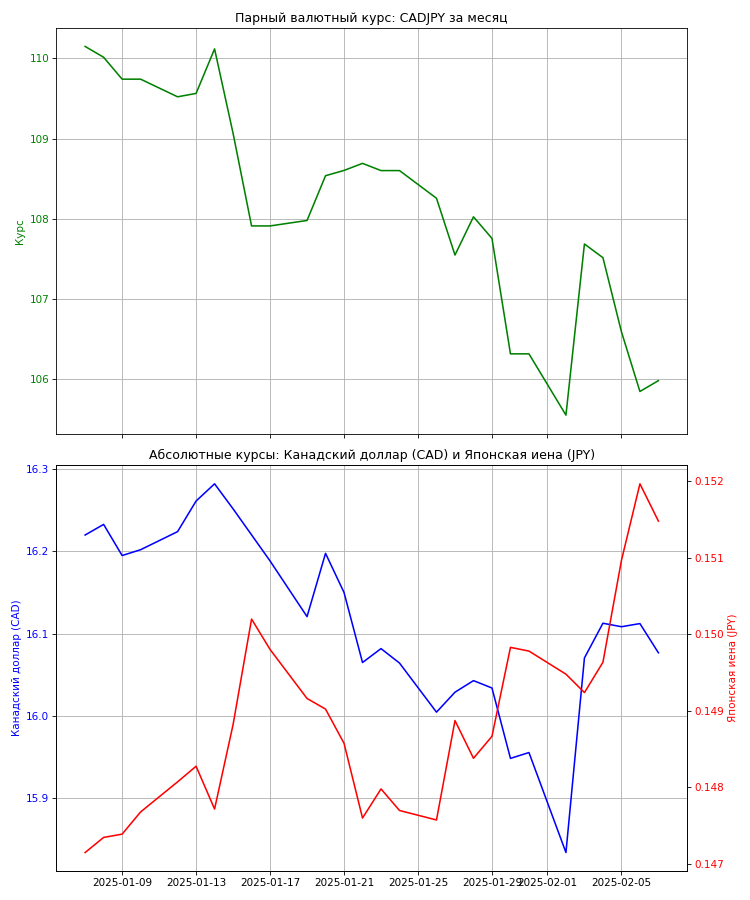 Парный валютный курс: CADJPY за месяц
110
109
108
107
106
Курс
Абсолютные курсы: Канадский доллар (CAD) и Японская иена (JPY)
16.3
16.2
16.1
16.0
15.9
Канадский доллар (CAD)
0.152
0.151
0.150
0.149
0.148
0.147
Японская иена (JPY)
2025-01-09 2025-01-13 2025-01-17 2025-01-21 2025-01-25 2025-01-29 2025-02-01 2025-02-05